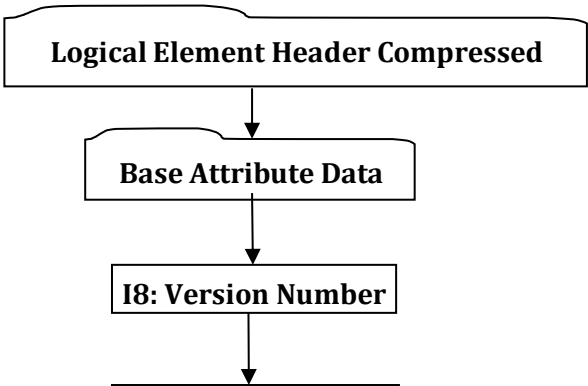 Logical Element Header Compressed
Base Attribute Data
I8: Version Number